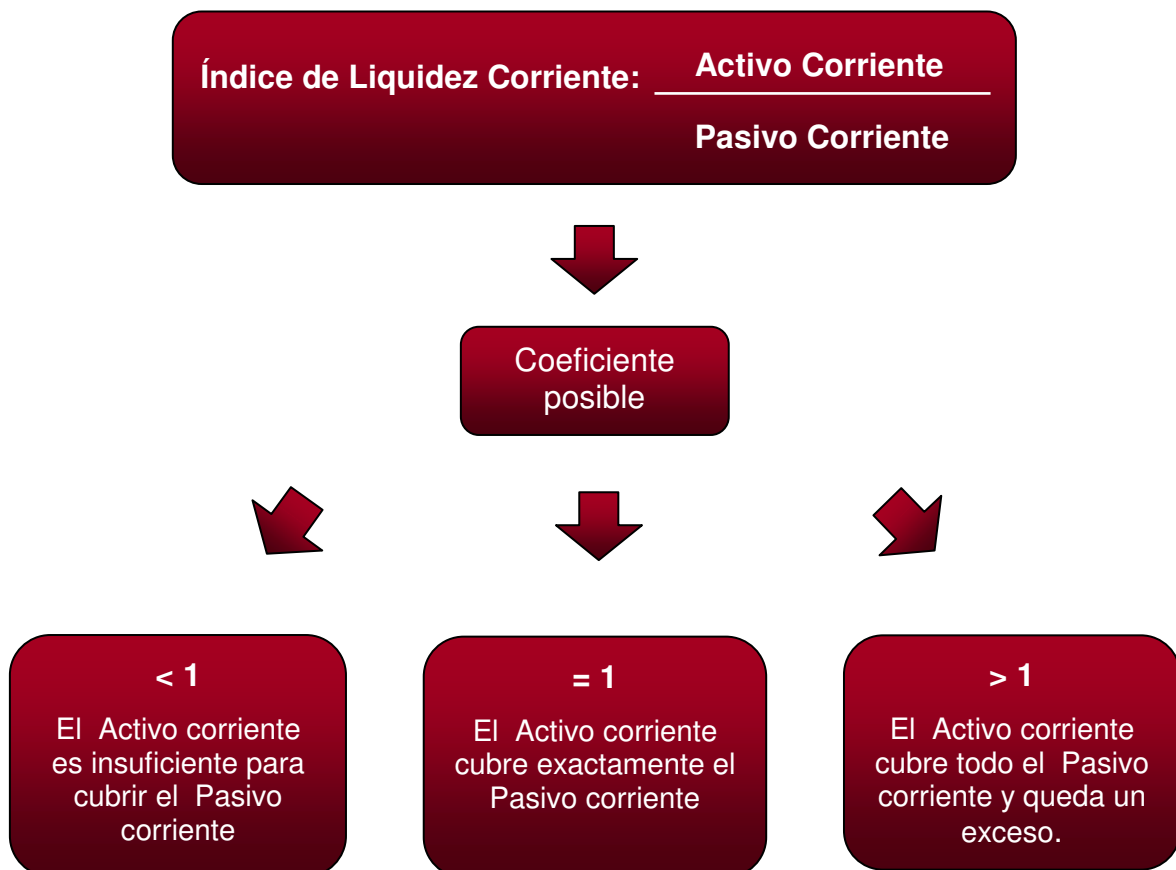 Índice de Liquidez Corriente: Activo Corriente
Pasivo Corriente
Coeficiente
posible
< 1
El Activo corriente
es insuficiente para
cubrir el Pasivo
corriente
= 1
El Activo corriente
cubre exactamente el
Pasivo corriente
> 1
El Activo corriente
cubre todo el Pasivo
corriente y queda un
exceso.